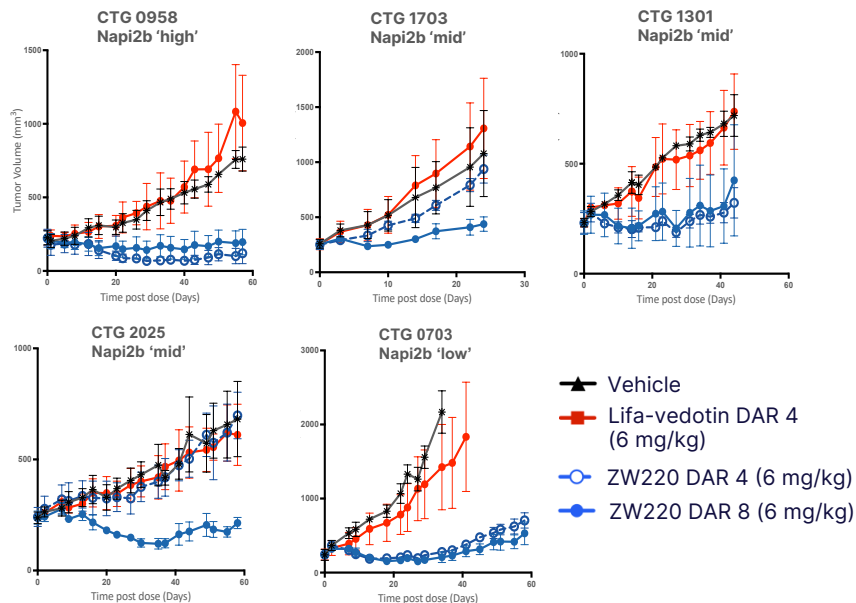 CTG 0958
Napi2b ‘high’
CTG 1703
Napi2b ‘mid’
CTG 1301
Napi2b ‘mid’
Tumor Volume (mm³)
1500
1000
500
0
0
20
40
60
Time post dose (Days)
2000
1500
1000
500
0
0
10
20
30
Time post dose (Days)
1000
500
0
0
20
40
60
Time post dose (Days)
CTG 2025
Napi2b ‘mid’
CTG 0703
Napi2b ‘low’
1000
500
0
0
20
40
60
Time post dose (Days)
3000
2000
1000
0
0
20
40
60
Time post dose (Days)
Vehicle
Lifa-vedotin DAR 4
(6 mg/kg)
ZW220 DAR 4 (6 mg/kg)
ZW220 DAR 8 (6 mg/kg)